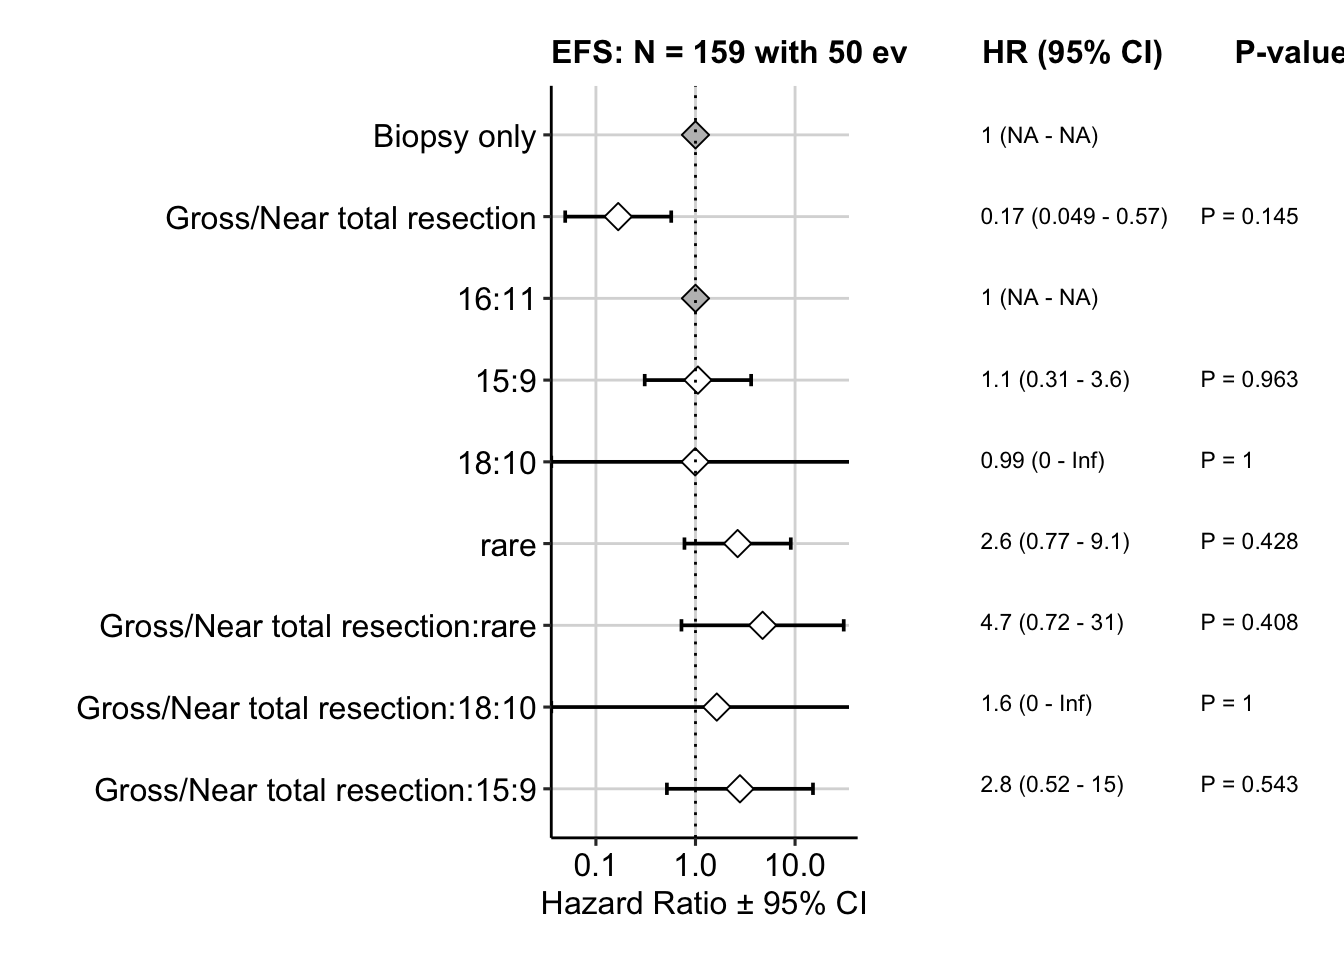 EFS: N = 159 with 50 ev HR (95% CI) P-value
Biopsy only 1 (NA - NA)
Gross/Near total resection 0.17 (0.049 - 0.57) P = 0.145
16:11 1 (NA - NA)
15:9 1.1 (0.31 - 3.6) P = 0.963
18:10 0.99 (0 - Inf) P = 1
rare 2.6 (0.77 - 9.1) P = 0.428
Gross/Near total resection:rare 4.7 (0.72 - 31) P = 0.408
Gross/Near total resection:18:10 1.6 (0 - Inf) P = 1
Gross/Near total resection:15:9 2.8 (0.52 - 15) P = 0.543
0.1 1.0 10.0
Hazard Ratio ± 95% CI